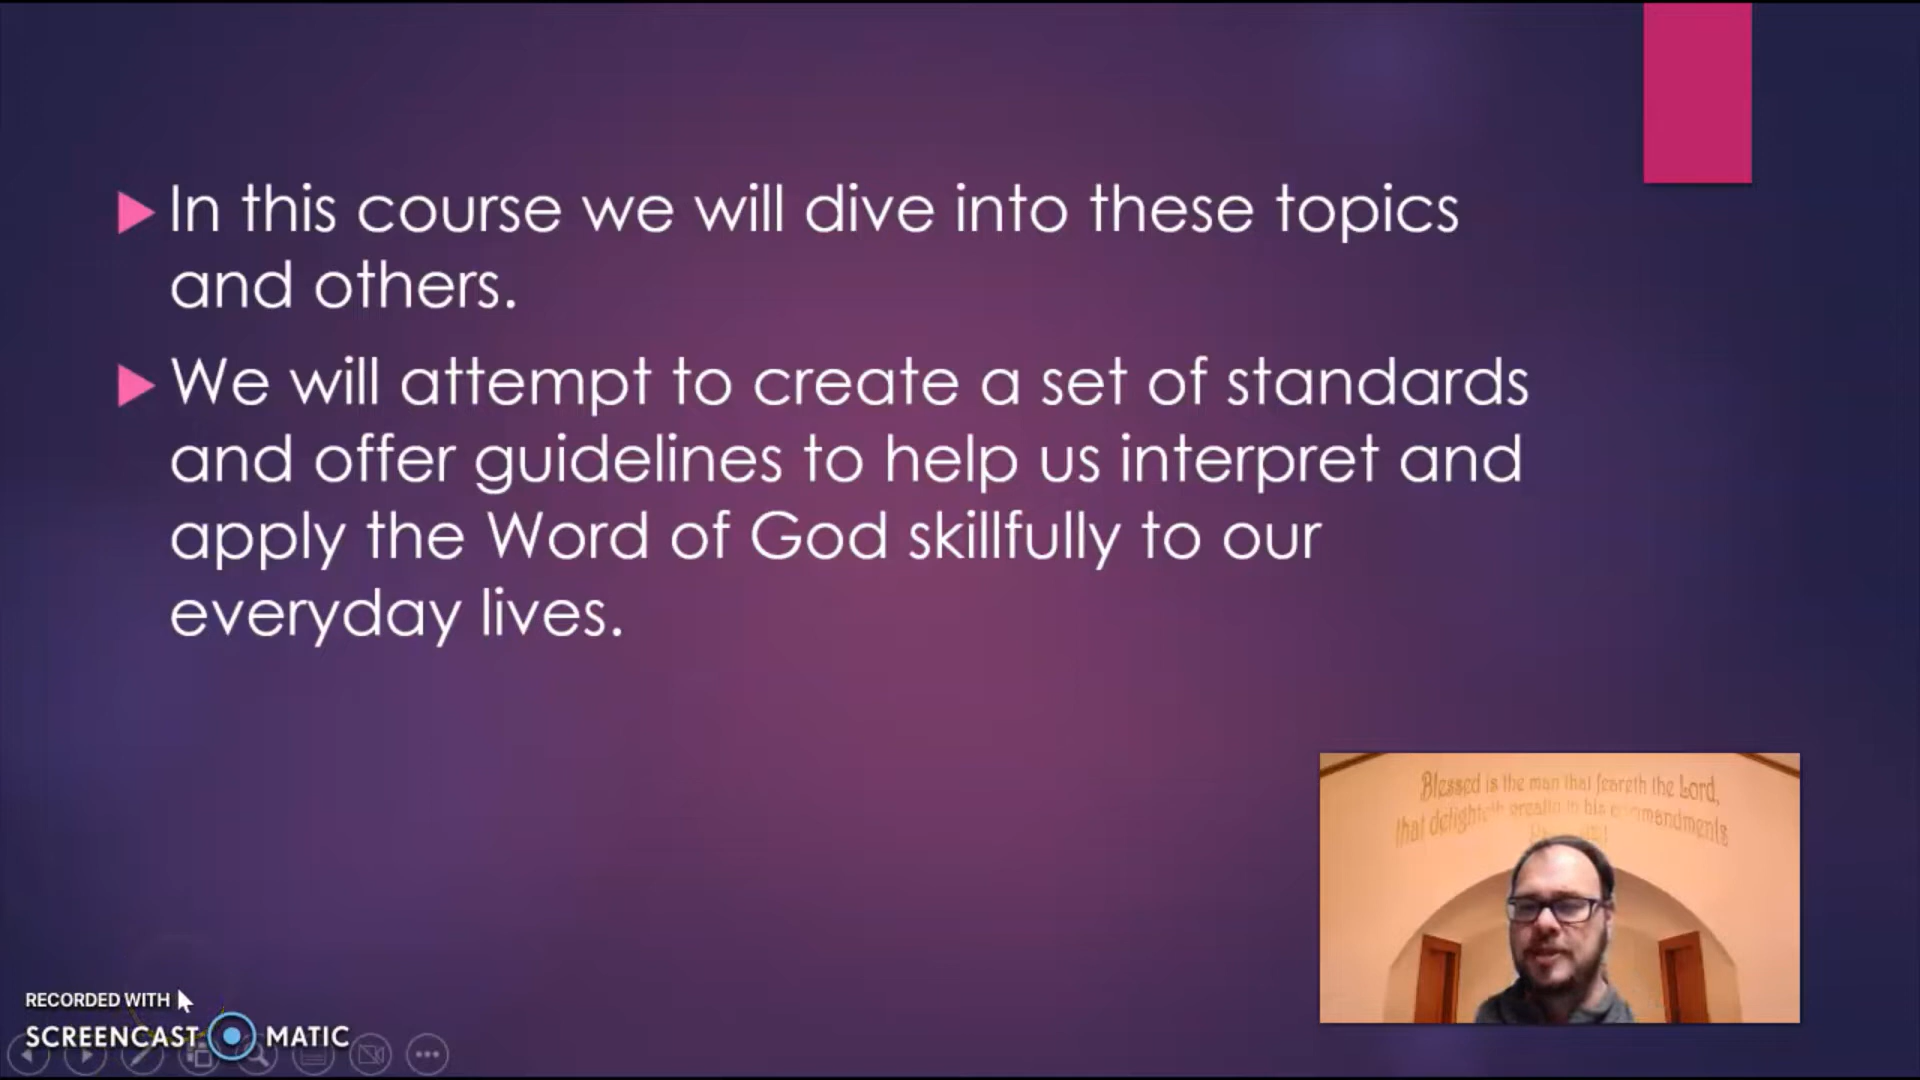 In this course we will dive into these topics
and others.
We will attempt to create a set of standards
and offer guidelines to help us interpret and
apply the Word of God skillfully to our
everyday lives.
Blessed is the man that feareth the Lord,
that delighteth greatly in his commandments
RECORDED WITH
SCREENCAST MATIC